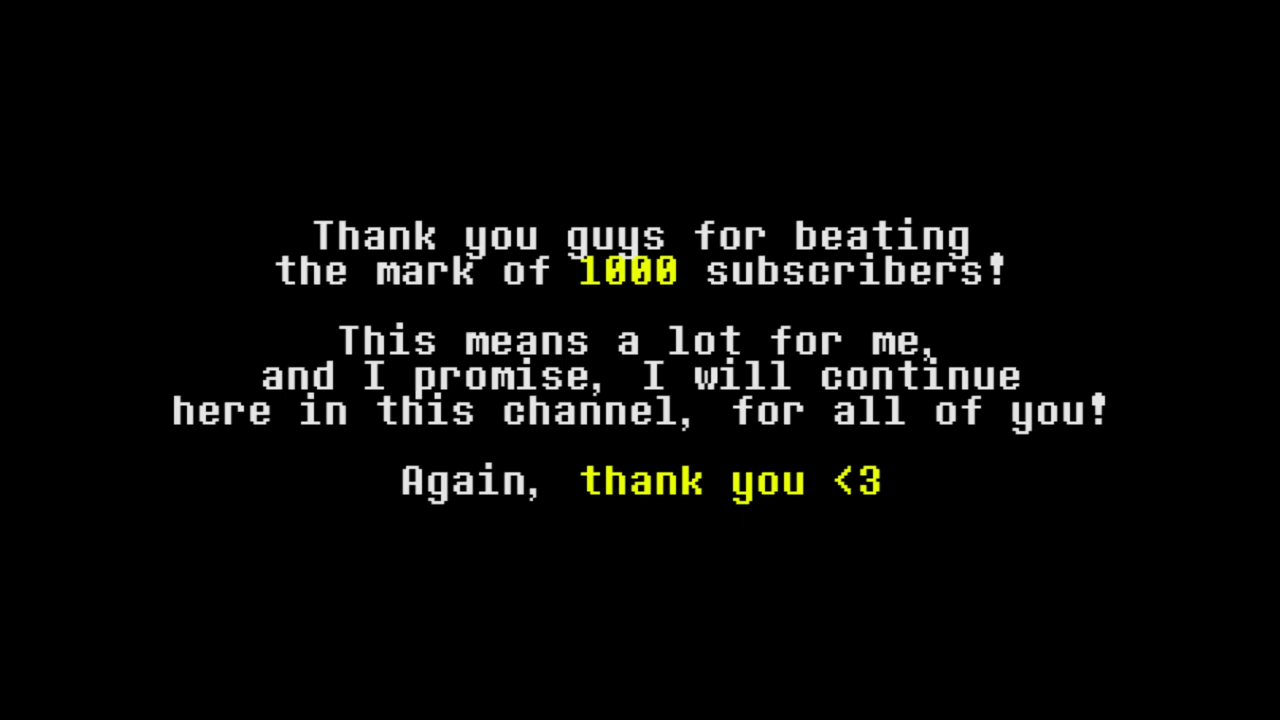 Thank you guys for beating
the mark of 1000 subscribers!
This means a lot for me,
and I promise, I will continue
here in this channel, for all of you!
Again, thank you <3